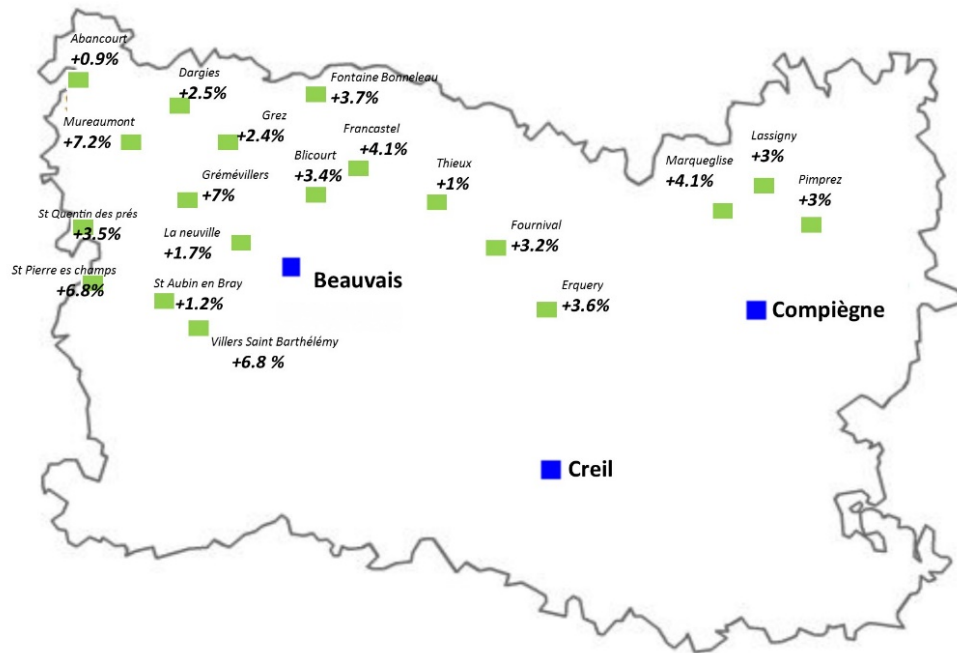 Abancourt
+0.9%
Dargies
+2.5%
Fontaine Bonneleau
+3.7%
Mureaumont
+7.2%
Grez
+2.4%
Francastel
+4.1%
Blicourt
+3.4%
Thieux
+1%
Lassigny
+3%
Marqueglise
+4.1%
Pimprez
+3%
Grémévillers
+7%
St Quentin des prés
+3.5%
La neuville
+1.7%
Fournival
+3.2%
St Pierre es champs
+6.8%
St Aubin en Bray
+1.2%
Beauvais
Erquery
+3.6%
Compiègne
Villers Saint Barthélémy
+6.8 %
Creil